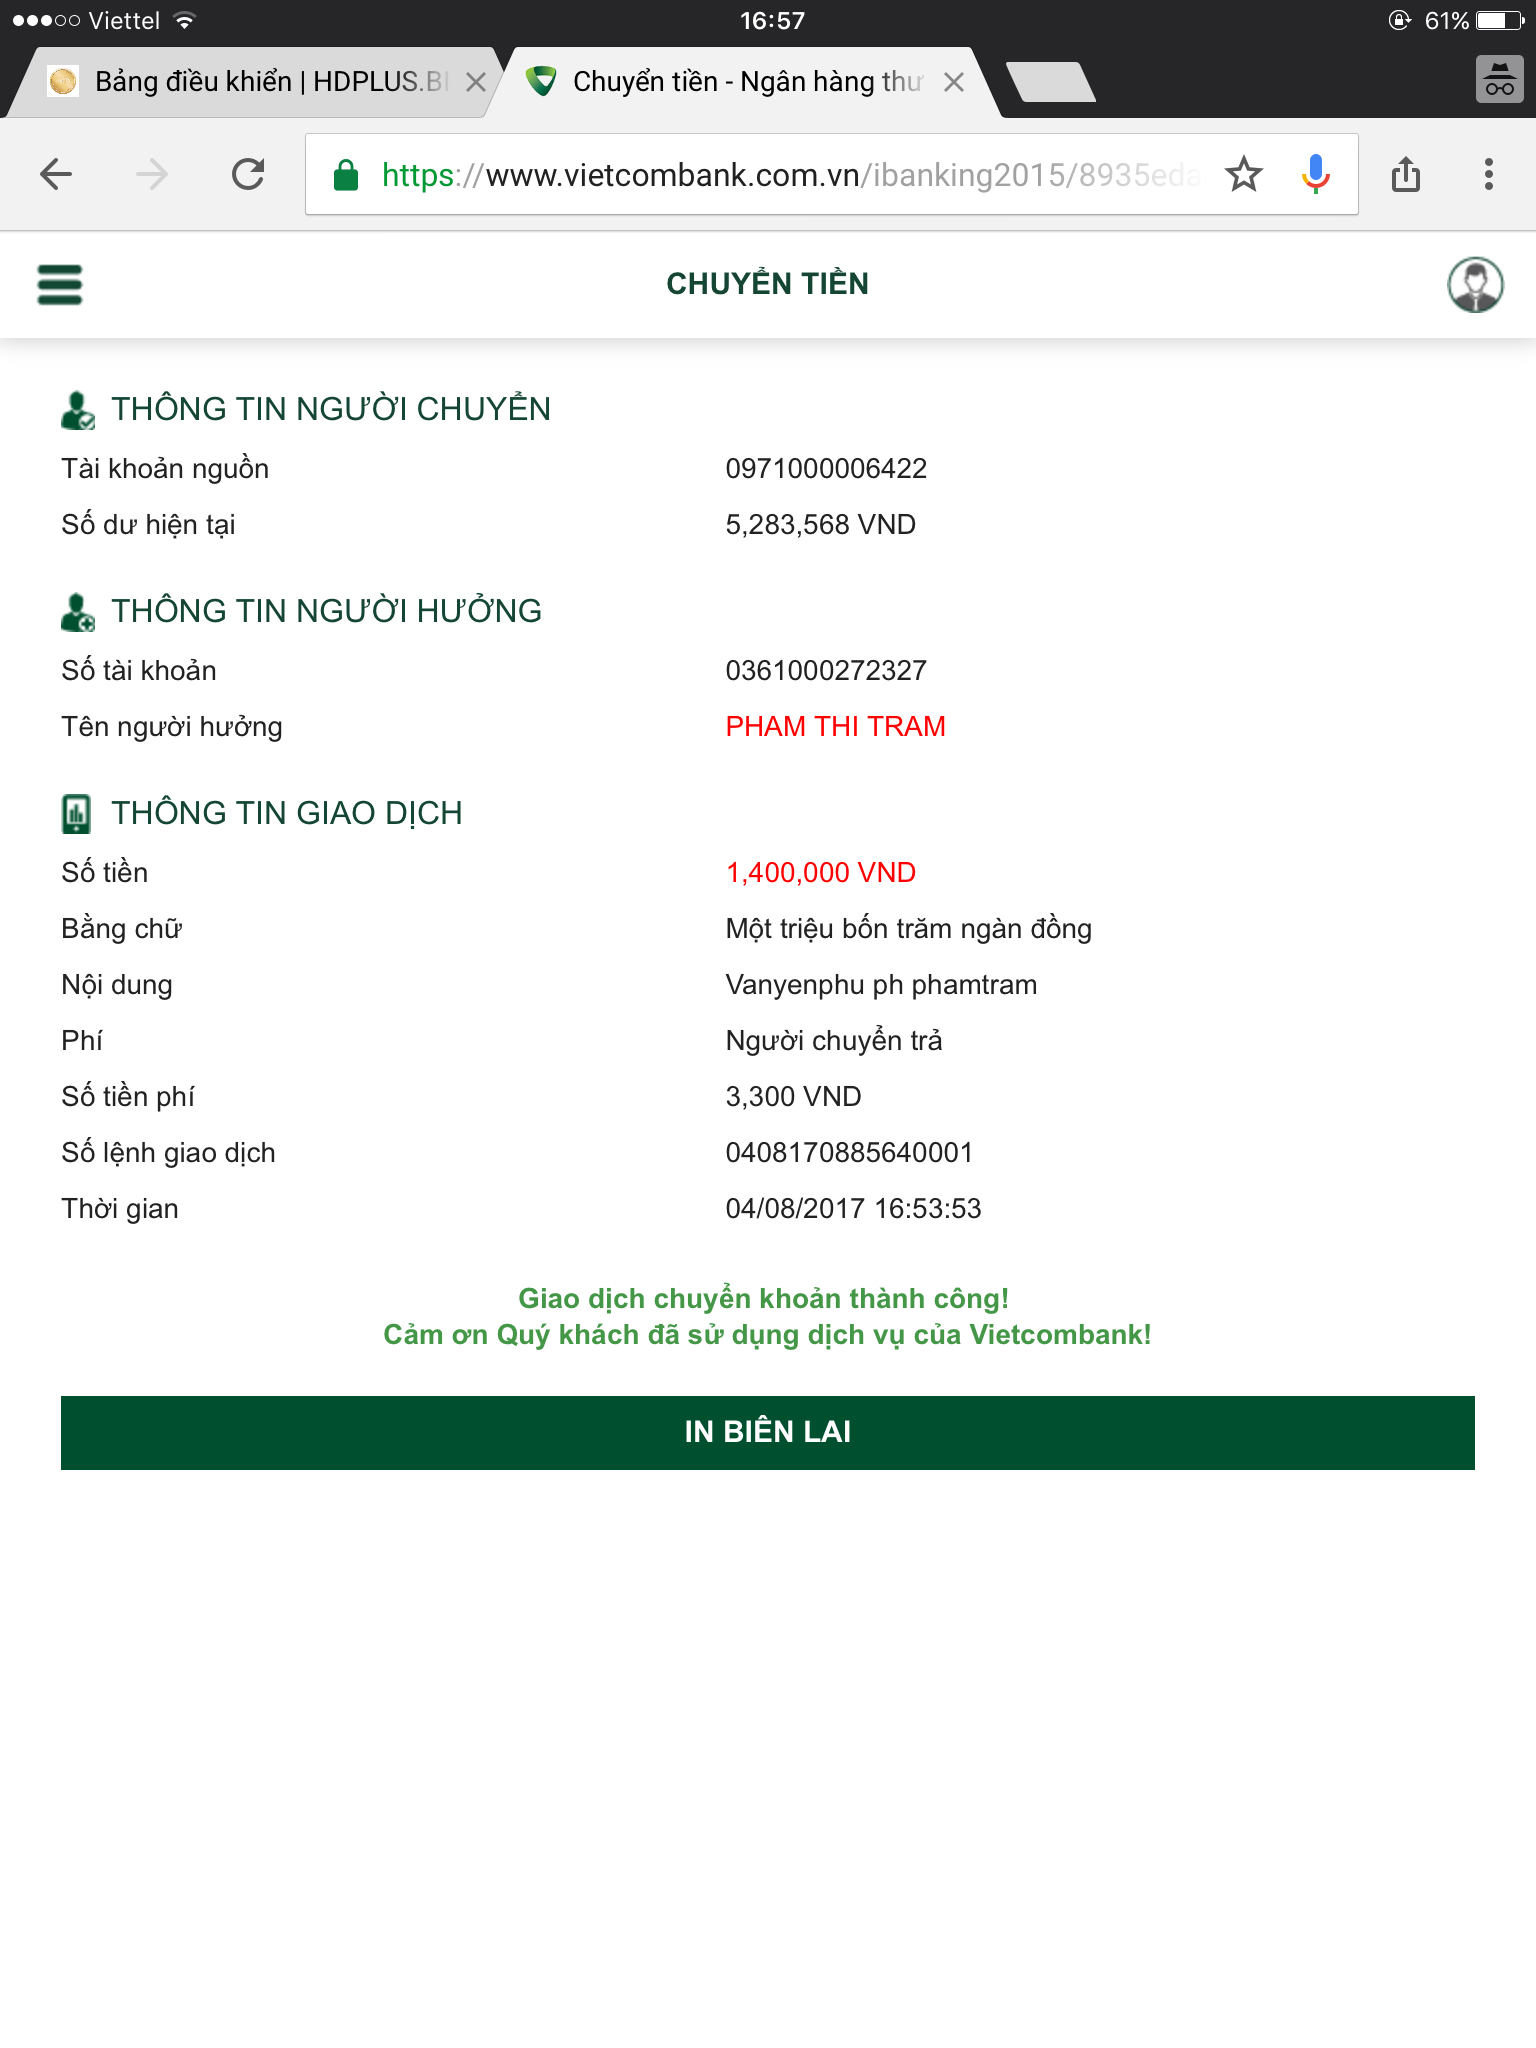 Viettel 16:57 61%
Bảng điều khiển | HDPLUS.BI Chuyển tiền - Ngân hàng thư
https://www.vietcombank.com.vn/ibanking2015/8935eda
CHUYỂN TIỀN
THÔNG TIN NGƯỜI CHUYỂN
Tài khoản nguồn 0971000006422
Số dư hiện tại 5,283,568 VND
THÔNG TIN NGƯỜI HƯỞNG
Số tài khoản 0361000272327
Tên người hưởng PHAM THI TRAM
THÔNG TIN GIAO DỊCH
Số tiền 1,400,000 VND
Bằng chữ Một triệu bốn trăm ngàn đồng
Nội dung Vanyenphu ph phamtram
Phí Người chuyển trả
Số tiền phí 3,300 VND
Số lệnh giao dịch 0408170885640001
Thời gian 04/08/2017 16:53:53
Giao dịch chuyển khoản thành công!
Cảm ơn Quý khách đã sử dụng dịch vụ của Vietcombank!
IN BIÊN LAI